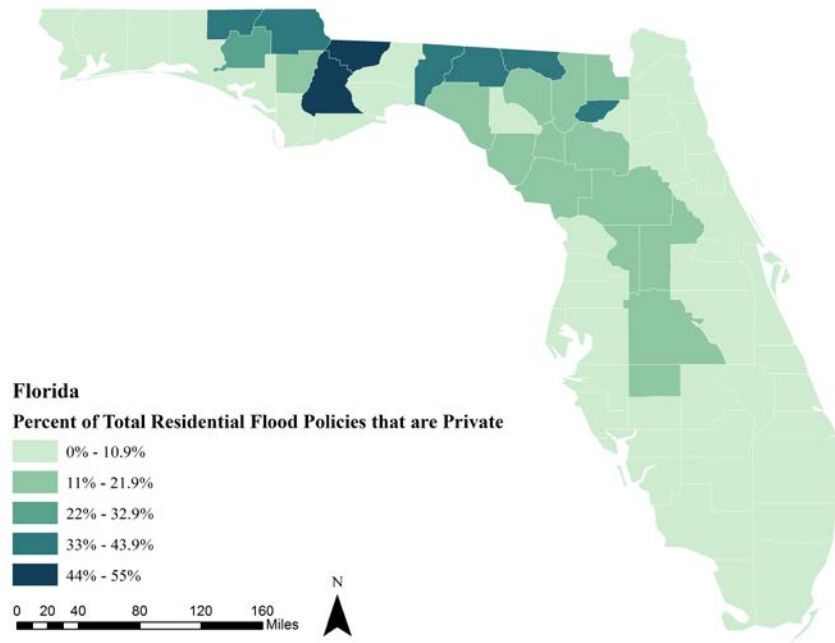 Florida
Percent of Total Residential Flood Policies that are Private
0% - 10.9%
11% - 21.9%
22% - 32.9%
33% - 43.9%
44% - 55%
N
0 20 40 80 120 160
Miles